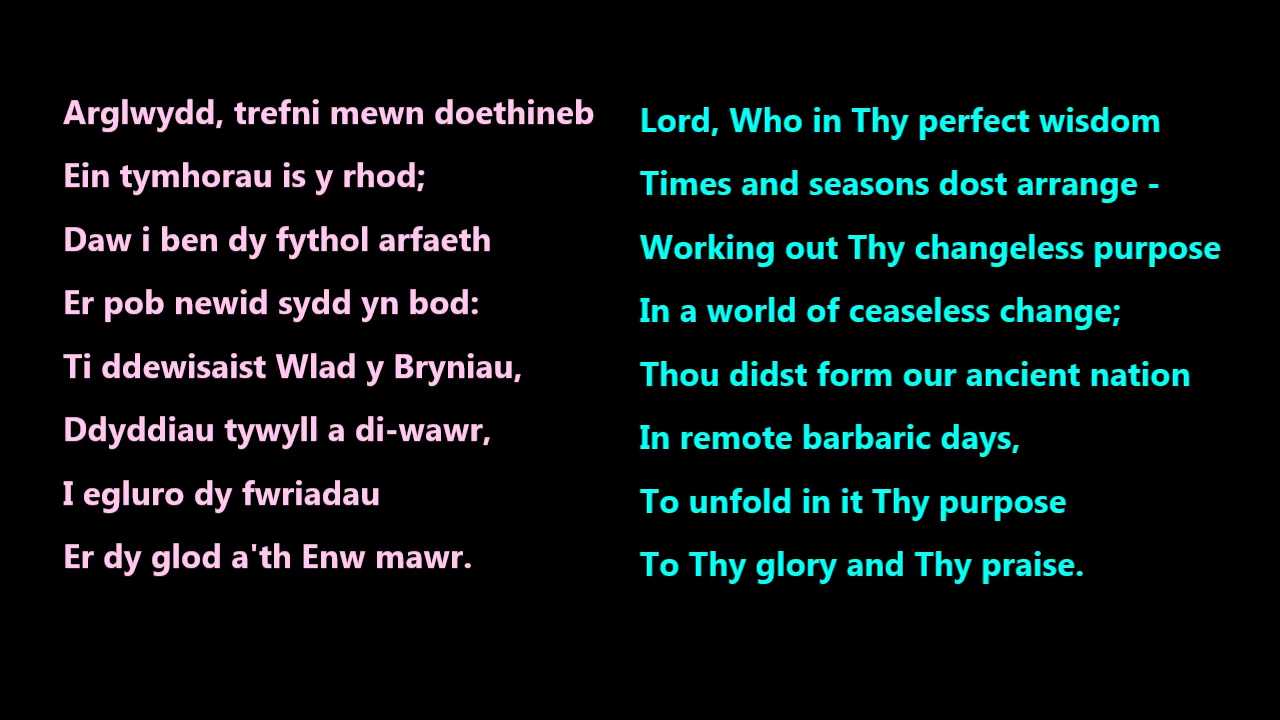 Arglwydd, trefni mewn doethineb
Ein tymhorau is y rhod;
Daw i ben dy fythol arfaeth
Er pob newid sydd yn bod:
Ti ddewisaist Wlad y Bryniau,
Ddyddiau tywyll a di-wawr,
I egluro dy fwriadau
Er dy glod a'th Enw mawr.
Lord, Who in Thy perfect wisdom
Times and seasons dost arrange -
Working out Thy changeless purpose
In a world of ceaseless change;
Thou didst form our ancient nation
In remote barbaric days,
To unfold in it Thy purpose
To Thy glory and Thy praise.